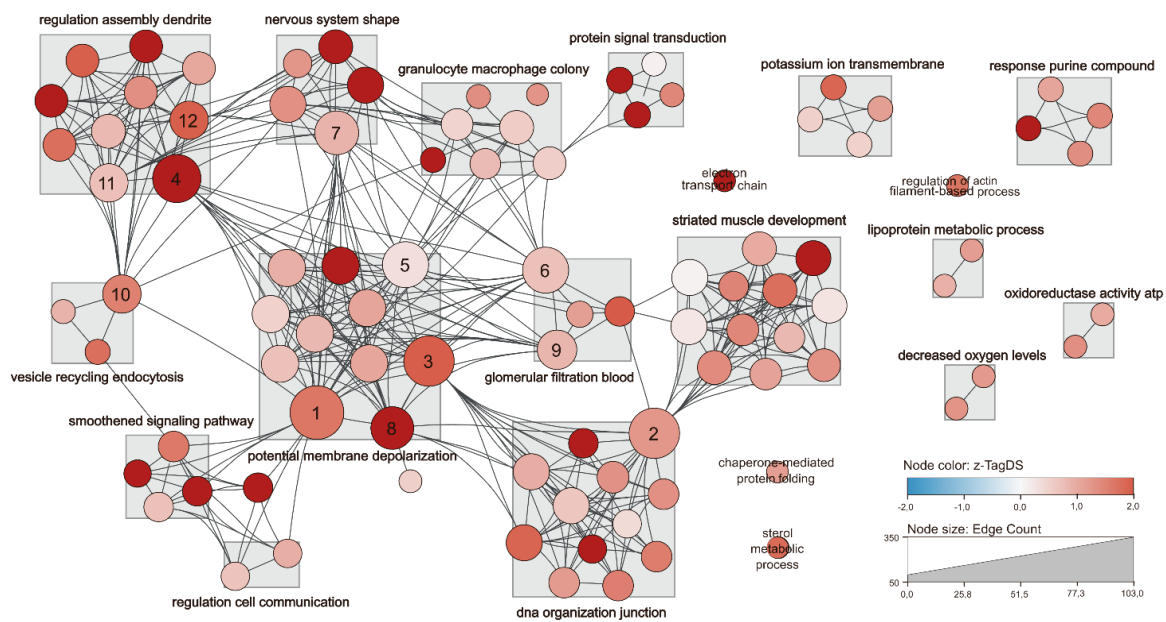 regulation assembly dendrite
nervous system shape
protein signal transduction
granulocyte macrophage colony
potassium ion transmembrane
response purine compound
12
7
11
4
electron
transport chain
regulation of actin
filament-based process
striated muscle development
lipoprotein metabolic process
5
6
10
oxidoreductase activity atp
3
9
vesicle recycling endocytosis
glomerular filtration blood
decreased oxygen levels
1
8
2
smoothened signaling pathway
potential membrane depolarization
chaperone-mediated
protein folding
Node color: z-TagDS
-2,0
-1,0
0,0
1,0
2,0
Node size: Edge Count
350
50
0,0
25,8
51,5
77,3
103,0
sterol
metabolic
process
regulation cell communication
dna organization junction